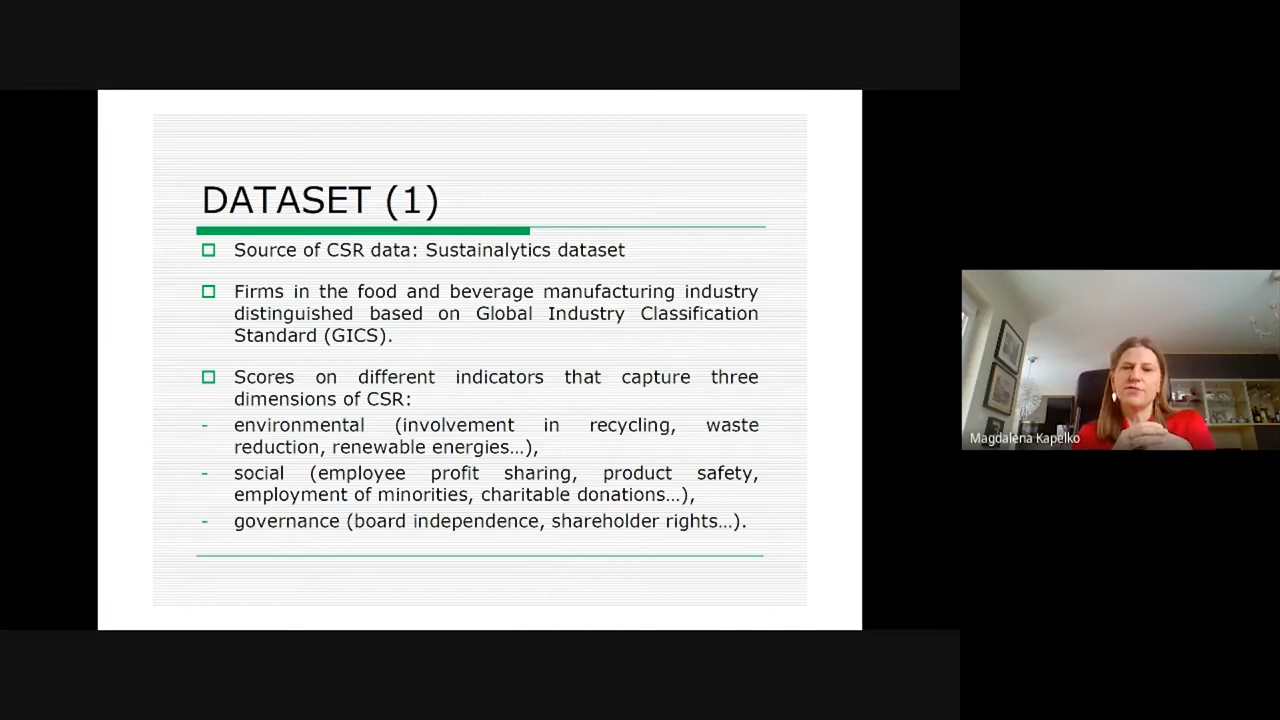 DATASET (1)
Source of CSR data: Sustainalytics dataset
Firms in the food and beverage manufacturing industry
distinguished based on Global Industry Classification
Standard (GICS).
Scores on different indicators that capture three
dimensions of CSR:
- environmental (involvement in recycling, waste
reduction, renewable energies…),
- social (employee profit sharing, product safety,
employment of minorities, charitable donations…),
- governance (board independence, shareholder rights…).
Magdalena Kapelko